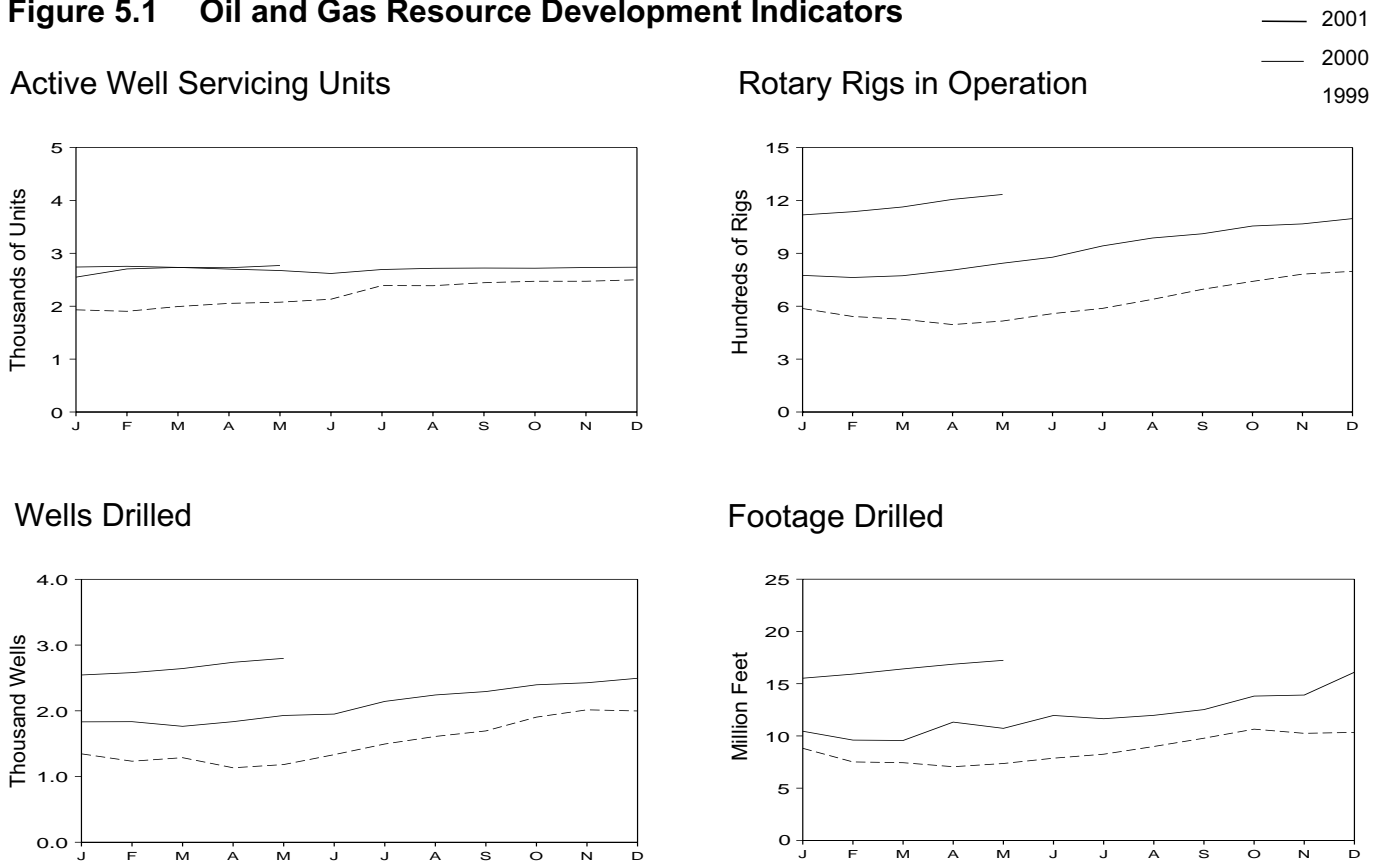 Figure 5.1 Oil and Gas Resource Development Indicators
2001
2000
1999
Active Well Servicing Units
Thousands of Units
5
4
3
2
1
0
J F M A M J J A S O N D
Rotary Rigs in Operation
Hundreds of Rigs
15
12
9
6
3
0
J F M A M J J A S O N D
Wells Drilled
Thousand Wells
4.0
3.0
2.0
1.0
0.0
J F M A M J J A S O N D
Footage Drilled
Million Feet
25
20
15
10
5
0
J F M A M J J A S O N D